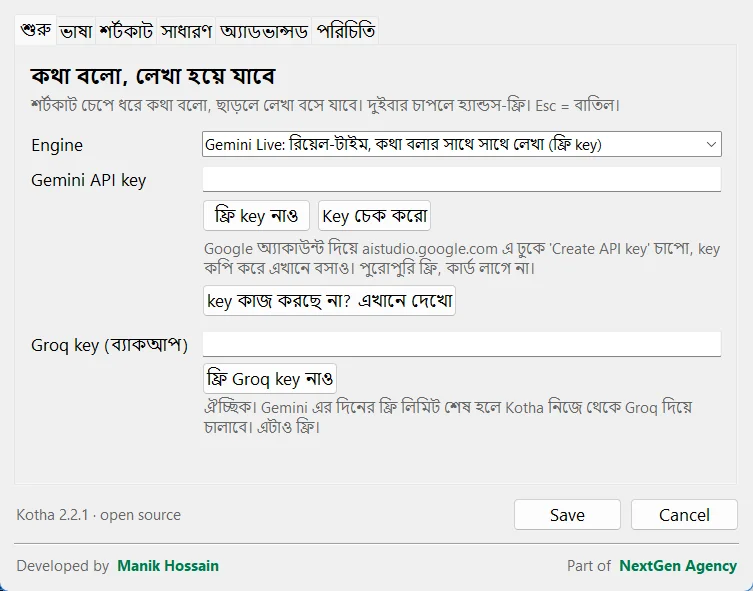 শুরু ভাষা শর্টকাট সাধারণ অ্যাডভান্সড পরিচিতি
কথা বলো, লেখা হয়ে যাবে
শর্টকাট চেপে ধরে কথা বলো, ছাড়লে লেখা বসে যাবে। দুইবার চাপলে হ্যান্ডস-ফ্রি। Esc = বাতিল।
Engine
Gemini Live: রিয়েল-টাইম, কথা বলার সাথে সাথে লেখা (ফ্রি key)
Gemini API key
ফ্রি key নাও Key চেক করো
Google অ্যাকাউন্ট দিয়ে aistudio.google.com এ ঢুকে 'Create API key' চাপো, key
কপি করে এখানে বসাও। পুরোপুরি ফ্রি, কার্ড লাগে না।
key কাজ করছে না? এখানে দেখো
Groq key (ব্যাকআপ)
ফ্রি Groq key নাও
ঐচ্ছিক। Gemini এর দিনের ফ্রি লিমিট শেষ হলে Kotha নিজে থেকে Groq দিয়ে
চালাবে। এটাও ফ্রি।
Kotha 2.2.1 · open source
Save Cancel
Developed by Manik Hossain
Part of NextGen Agency